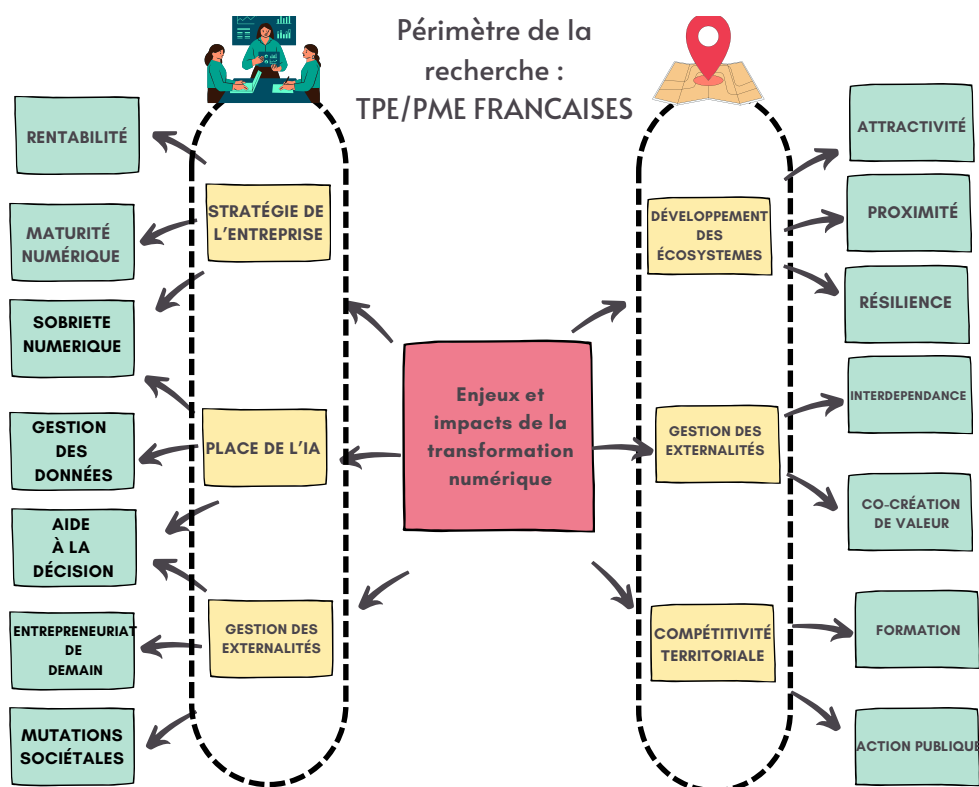 Périmètre de la
recherche :
TPE/PME FRANCAISES
RENTABILITÉ
MATURITÉ
NUMÉRIQUE
SOBRIETE
NUMERIQUE
GESTION
DES
DONNÉES
AIDE
À LA
DÉCISION
ENTREPRENEURIAT
DE
DEMAIN
MUTATIONS
SOCIÉTALES
STRATÉGIE DE
L'ENTREPRISE
PLACE DE L'IA
GESTION DES
EXTERNALITÉS
Enjeux et
impacts de la
transformation
numérique
DÉVELOPPEMENT
DES
ÉCOSYSTEMES
GESTION DES
EXTERNALITÉS
COMPÉTITIVITÉ
TERRITORIALE
ATTRACTIVITÉ
PROXIMITÉ
RÉSILIENCE
INTERDEPENDANCE
CO-CRÉATION
DE VALEUR
FORMATION
ACTION PUBLIQUE